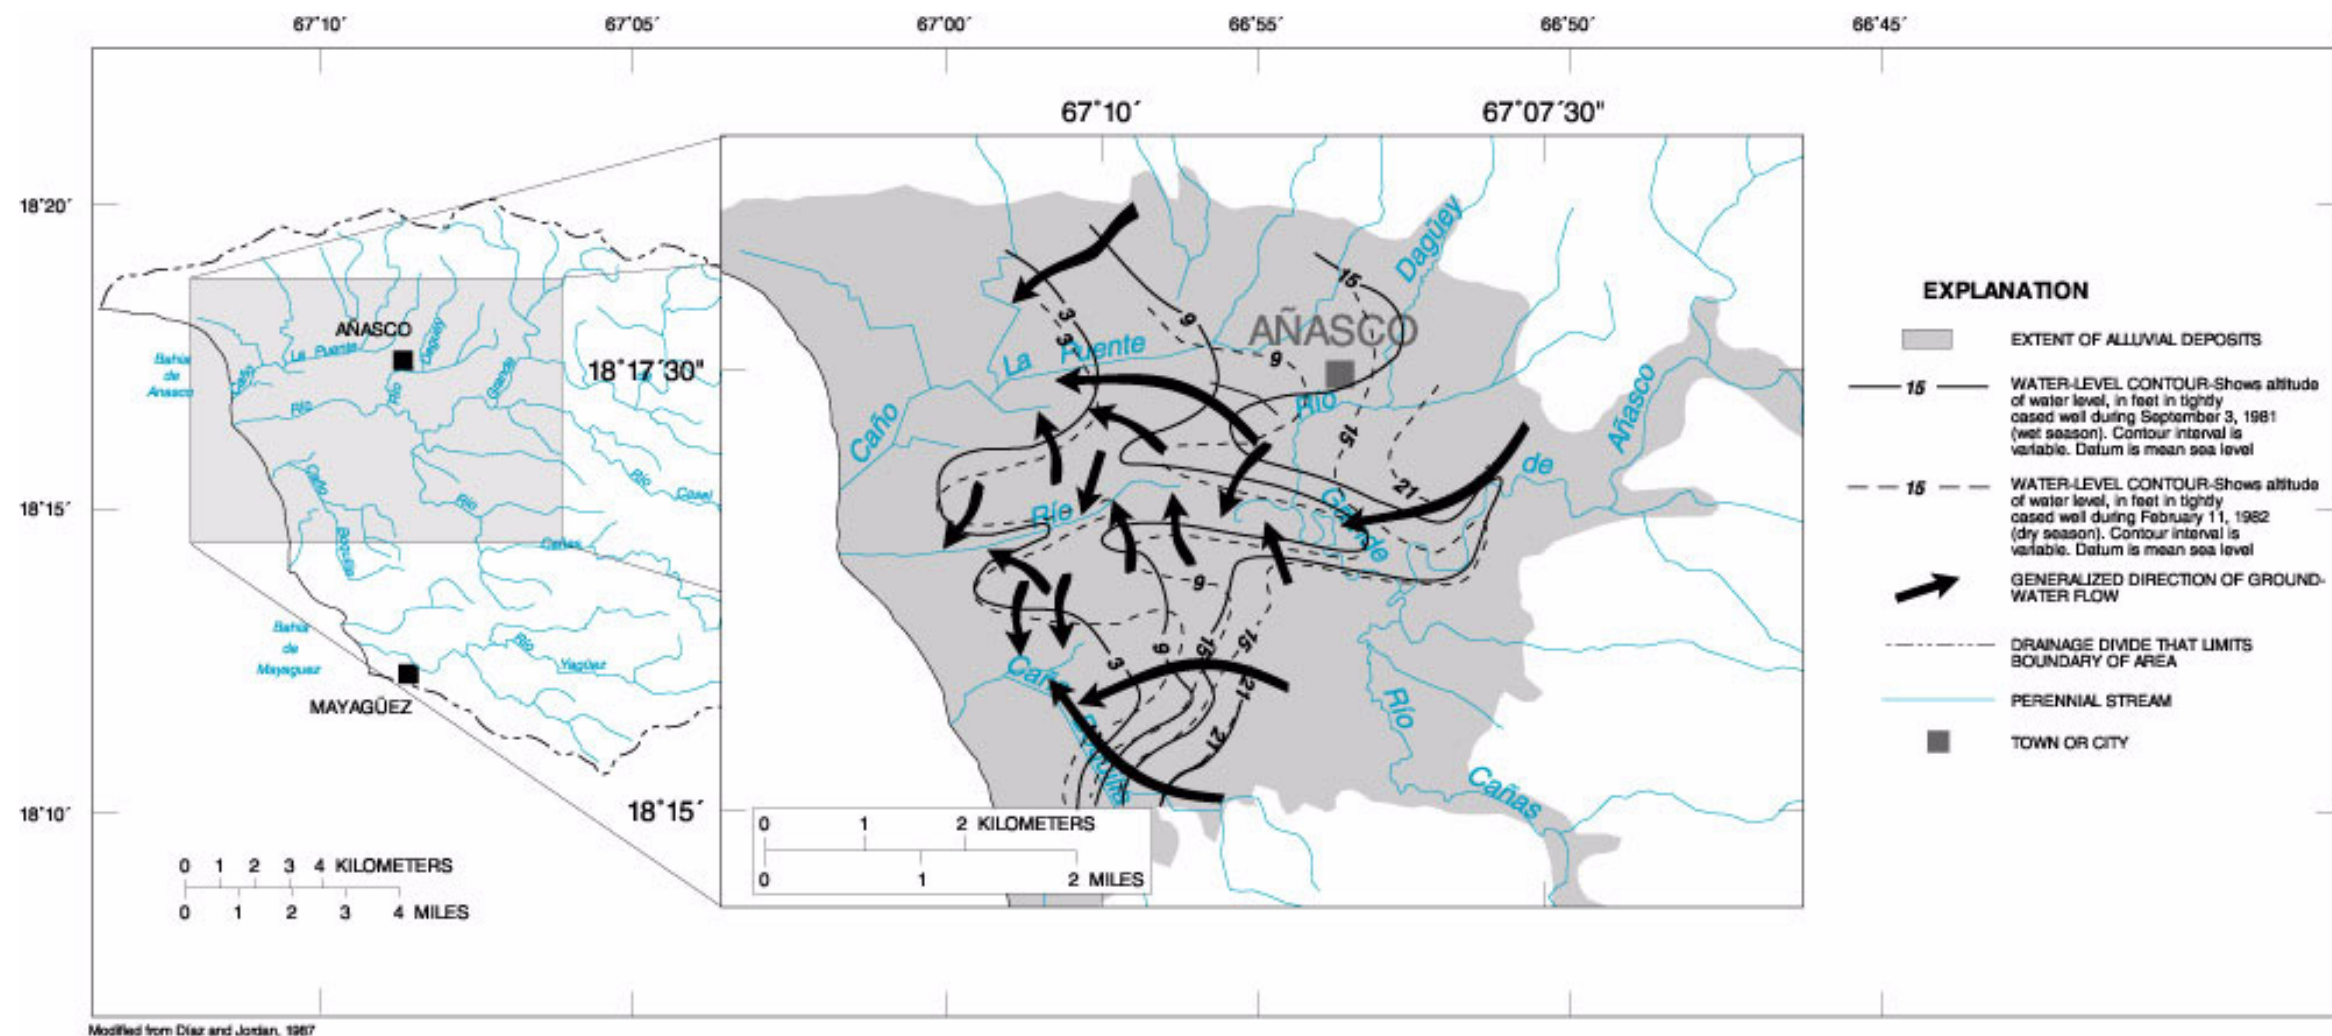 67°10´ 67°05´ 67°00´ 66°55´ 66°50´ 66°45´
67°10´ 67°07´30"
18°20´
18°17´30"
18°15´
18°10´
18°15´
AÑASCO
Bahia
de
Anasco
Caño
La Puente
Río
Dagüey
Río
Grande
Caño
Boquilla
Río
Cañas
Río
Casei
Bahia
de
Mayaguez
Río
Yagüez
MAYAGÜEZ
0 1 2 3 4 KILOMETERS
0 1 2 3 4 MILES
Dagüey
15
3
3
9
9
AÑASCO
La Puente
Río
Caño
15
21
de
Añasco
Río
Grande
9
3
9
15
15
21
21
Caño
Boquilla
Río
Cañas
0 1 2 KILOMETERS
0 1 2 MILES
EXPLANATION
EXTENT OF ALLUVIAL DEPOSITS
15
WATER-LEVEL CONTOUR-Shows altitude
of water level, in feet in tightly
cased well during September 3, 1981
(wet season). Contour interval is
variable. Datum is mean sea level
15
WATER-LEVEL CONTOUR-Shows altitude
of water level, in feet in tightly
cased well during February 11, 1982
(dry season). Contour interval is
variable. Datum is mean sea level
GENERALIZED DIRECTION OF GROUND-
WATER FLOW
DRAINAGE DIVIDE THAT LIMITS
BOUNDARY OF AREA
PERENNIAL STREAM
TOWN OR CITY
Modified from Díaz and Jordan, 1987